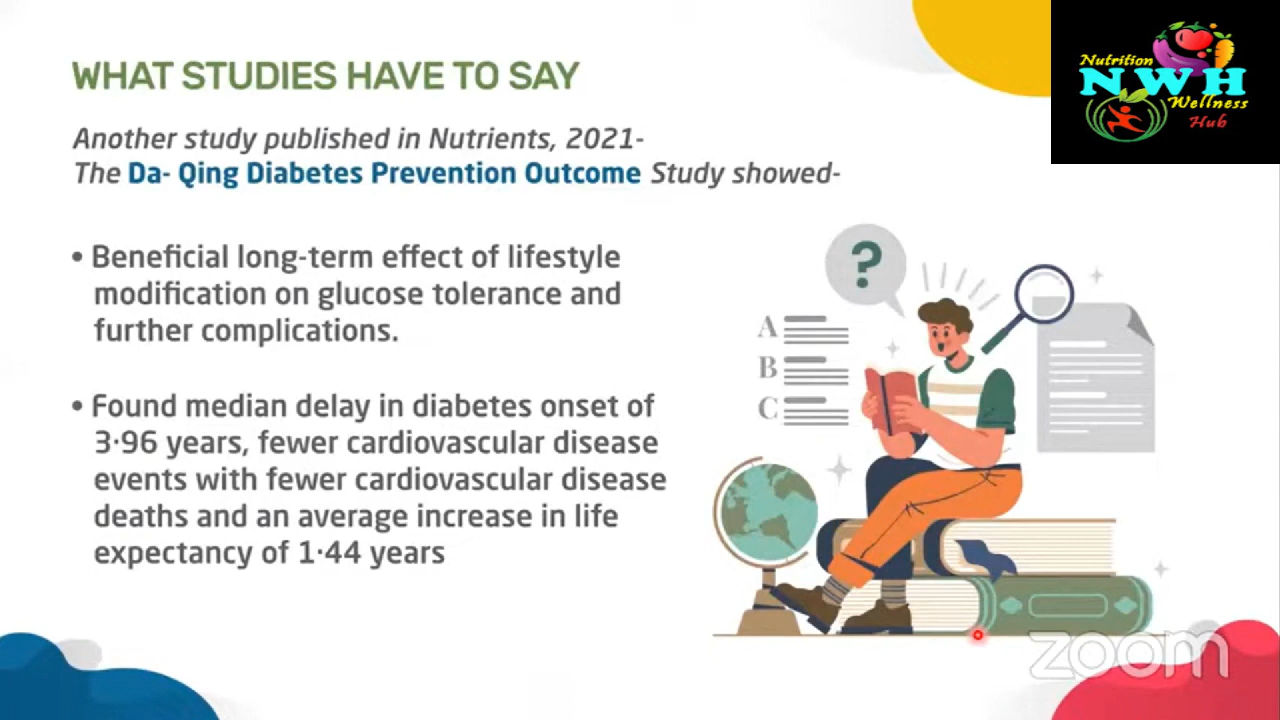 WHAT STUDIES HAVE TO SAY
Another study published in Nutrients, 2021-
The Da- Qing Diabetes Prevention Outcome Study showed-
• Beneficial long-term effect of lifestyle
modification on glucose tolerance and
further complications.
• Found median delay in diabetes onset of
3·96 years, fewer cardiovascular disease
events with fewer cardiovascular disease
deaths and an average increase in life
expectancy of 1·44 years
?
A
B
C
Nutrition
NWH
Wellness
Hub
zoom